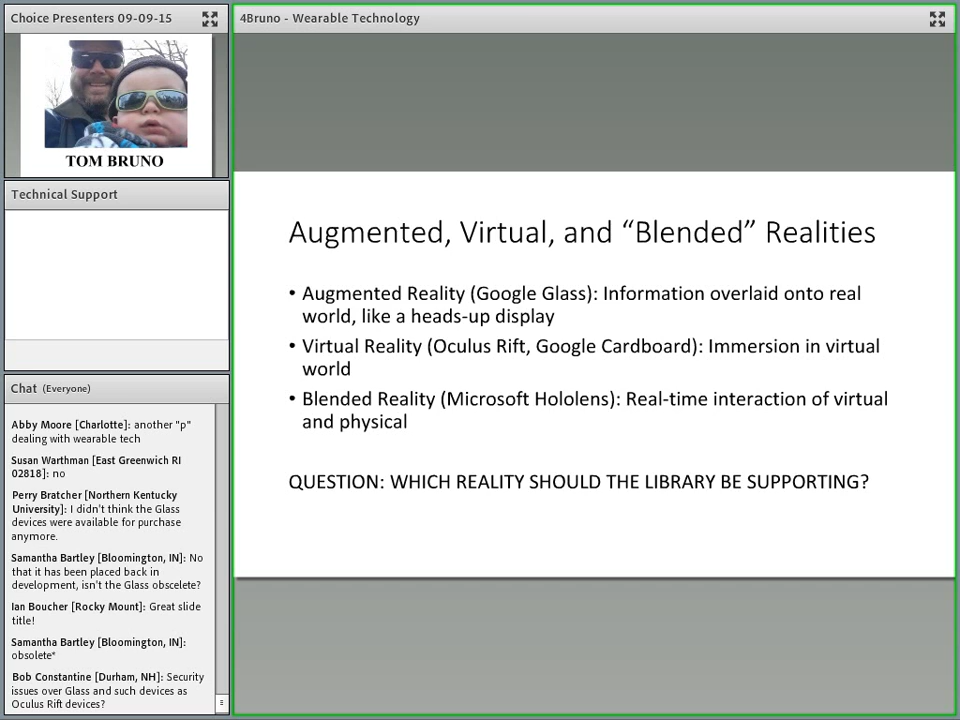 Choice Presenters 09-09-15
TOM BRUNO
Technical Support
Chat (Everyone)
Abby Moore [Charlotte]: another "p"
dealing with wearable tech
Susan Warthman [East Greenwich RI
02818]: no
Perry Bratcher [Northern Kentucky
University]: I didn't think the Glass
devices were available for purchase
anymore.
Samantha Bartley [Bloomington, IN]: No
that it has been placed back in
development, isn't the Glass obscelete?
Ian Boucher [Rocky Mount]: Great slide
title!
Samantha Bartley [Bloomington, IN]:
obsolete*
Bob Constantine [Durham, NH]: Security
issues over Glass and such devices as
Oculus Rift devices?
4Bruno - Wearable Technology
Augmented, Virtual, and “Blended” Realities
• Augmented Reality (Google Glass): Information overlaid onto real
world, like a heads-up display
• Virtual Reality (Oculus Rift, Google Cardboard): Immersion in virtual
world
• Blended Reality (Microsoft Hololens): Real-time interaction of virtual
and physical
QUESTION: WHICH REALITY SHOULD THE LIBRARY BE SUPPORTING?